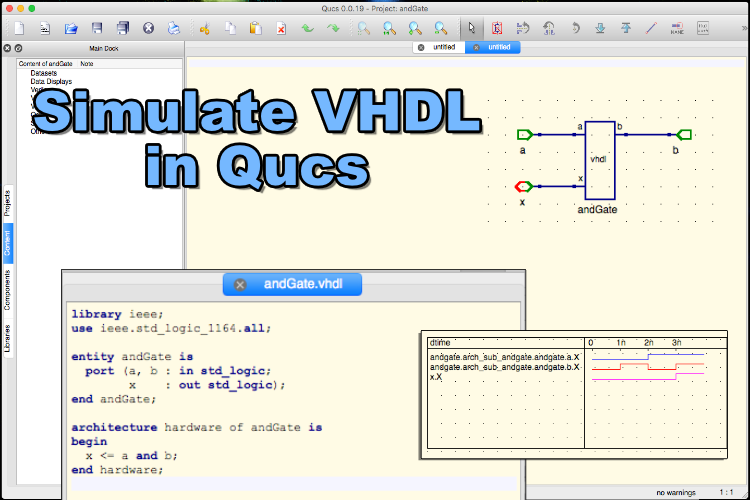 Qucs 0.0.19 - Project: andGate
NAME
Main Dock
untitled
untitled
Content of andGate Note
Datasets
Data Displays
Projects
Content
Components
Libraries
Simulate VHDL
in Qucs
a
b
vhdl
a
b
x
x
andGate
andGate.vhdl
library ieee;
use ieee.std_logic_1164.all;
entity andGate is
port (a, b : in std_logic;
x : out std_logic);
end andGate;
architecture hardware of andGate is
begin
x <= a and b;
end hardware;
dtime 0 1n 2n 3n
andgate.arch_sub_andgate.andgate.a.X
andgate.arch_sub_andgate.andgate.b.X
x.X
no warnings 1 : 1